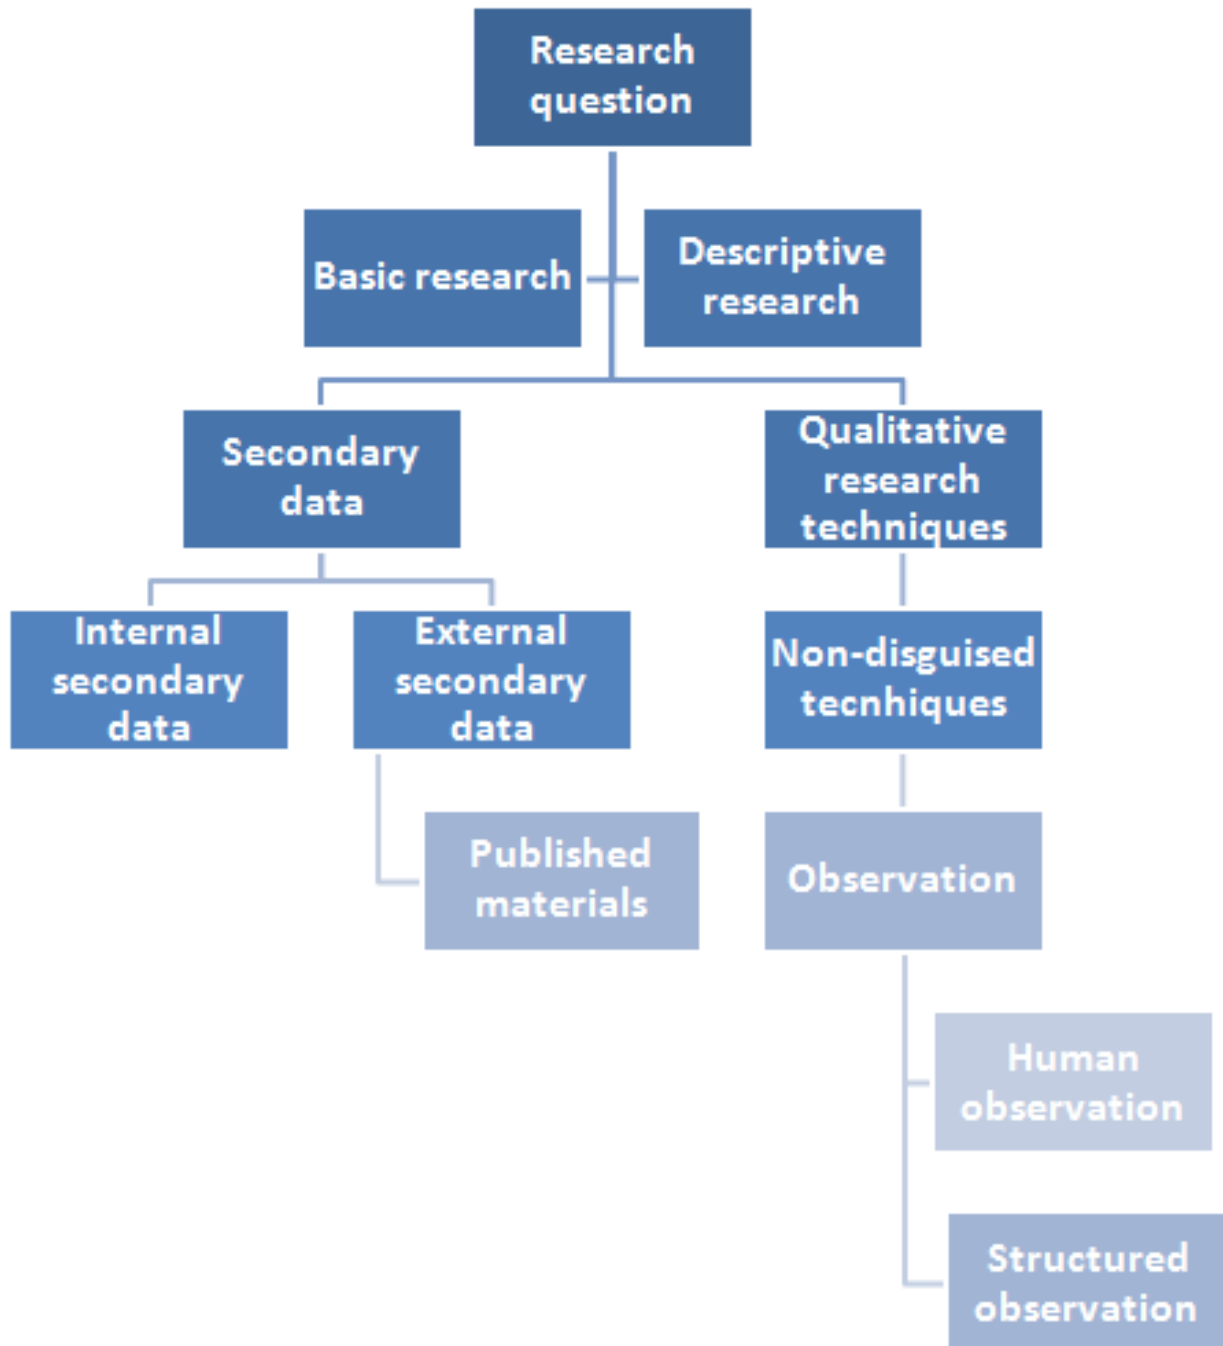 Research
question
Basic research
Descriptive
research
Secondary
data
Qualitative
research
techniques
Internal
secondary
data
External
secondary
data
Non-disguised
tecnhiques
Published
materials
Observation
Human
observation
Structured
observation